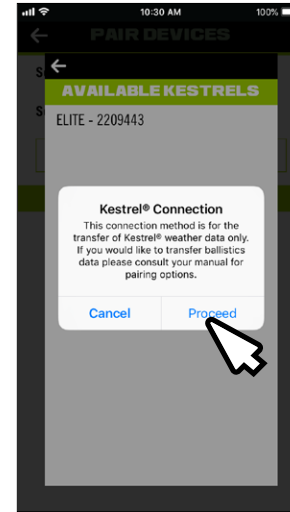 10:30 AM 100%
PAIR DEVICES
S
AVAILABLE KESTRELS
S
ELITE - 2209443
Kestrel® Connection
This connection method is for the
transfer of Kestrel® weather data only.
If you would like to transfer ballistics
data please consult your manual for
pairing options.
Cancel Proceed